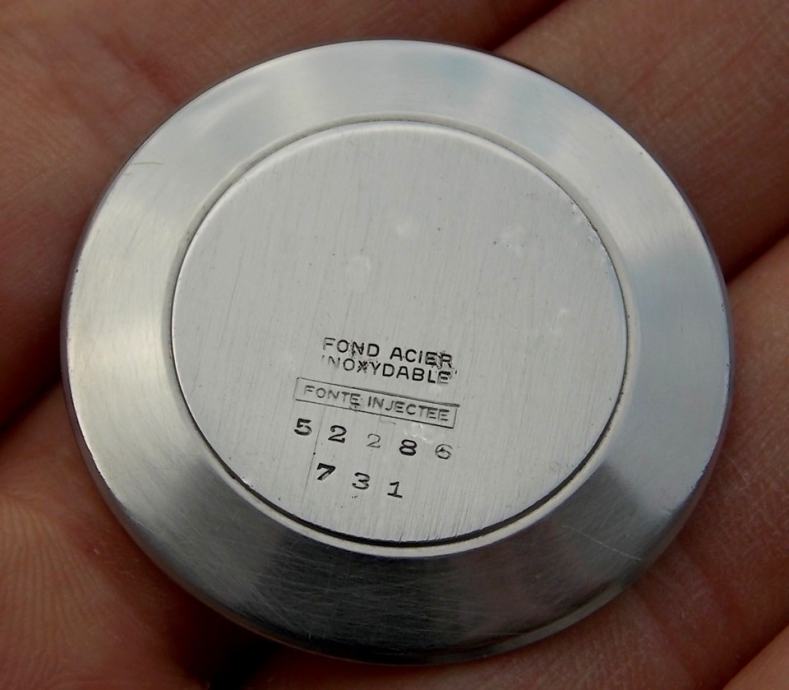 FOND ACIER
INOXYDABLE
FONTE INJECTEE
52286
731